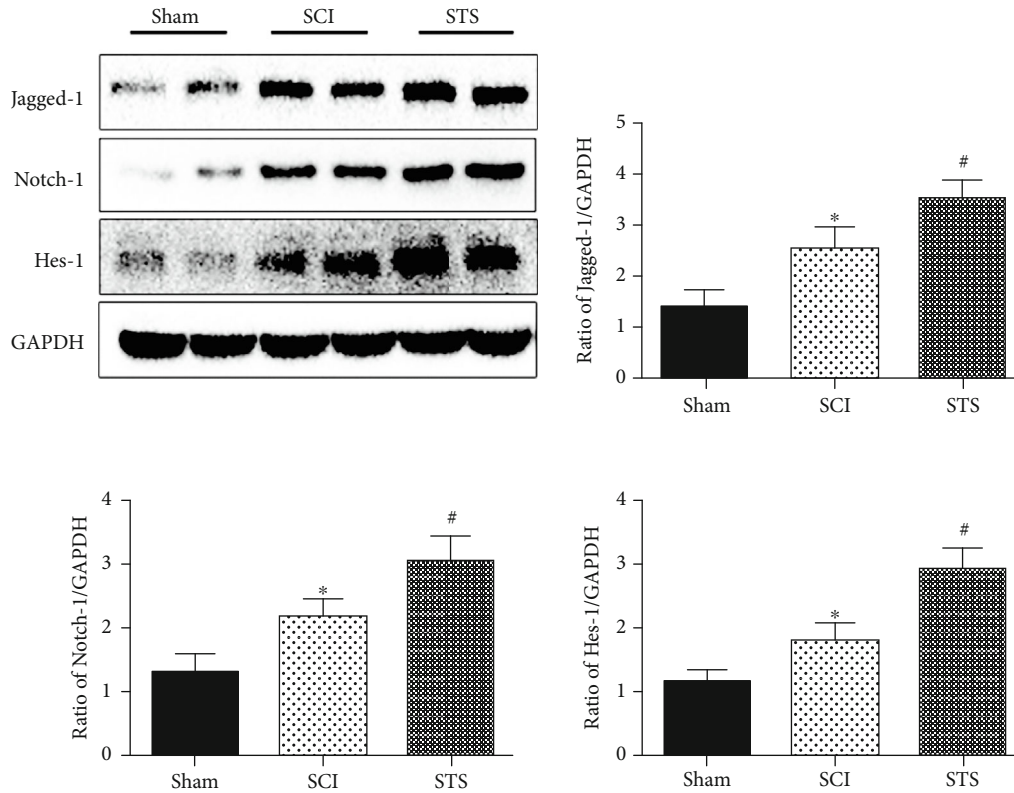 Sham SCI STS
Jagged-1
Notch-1
Hes-1
GAPDH
Ratio of Jagged-1/GAPDH
5
4
3
2
1
0
#
*
Sham SCI STS
Ratio of Notch-1/GAPDH
4
3
2
1
0
#
*
Sham SCI STS
Ratio of Hes-1/GAPDH
4
3
2
1
0
#
*
Sham SCI STS